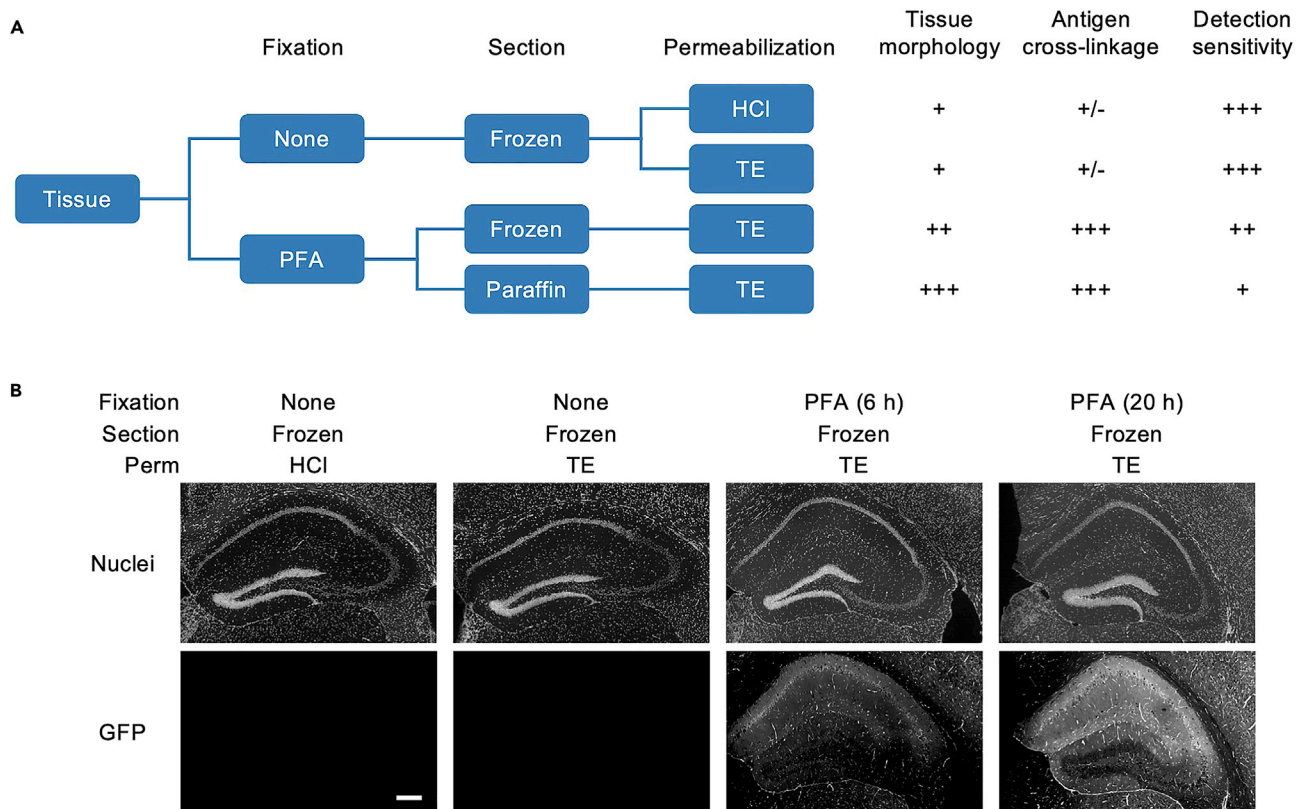 A
Fixation
Section
Permeabilization
Tissue
morphology
Antigen
cross-linkage
Detection
sensitivity
Tissue
None
Frozen
HCl
+
+/-
+++
TE
+
+/-
+++
PFA
Frozen
TE
++
+++
++
Paraffin
TE
+++
+++
+
B
Fixation None None PFA (6 h) PFA (20 h)
Section Frozen Frozen Frozen Frozen
Perm HCl TE TE TE
Nuclei
GFP